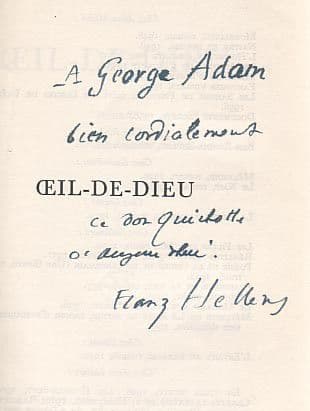 A George Adam
bien cordialement
ŒIL-DE-DIEU
ce don Quichotte
d'aujourd'hui.
Franz Hellens